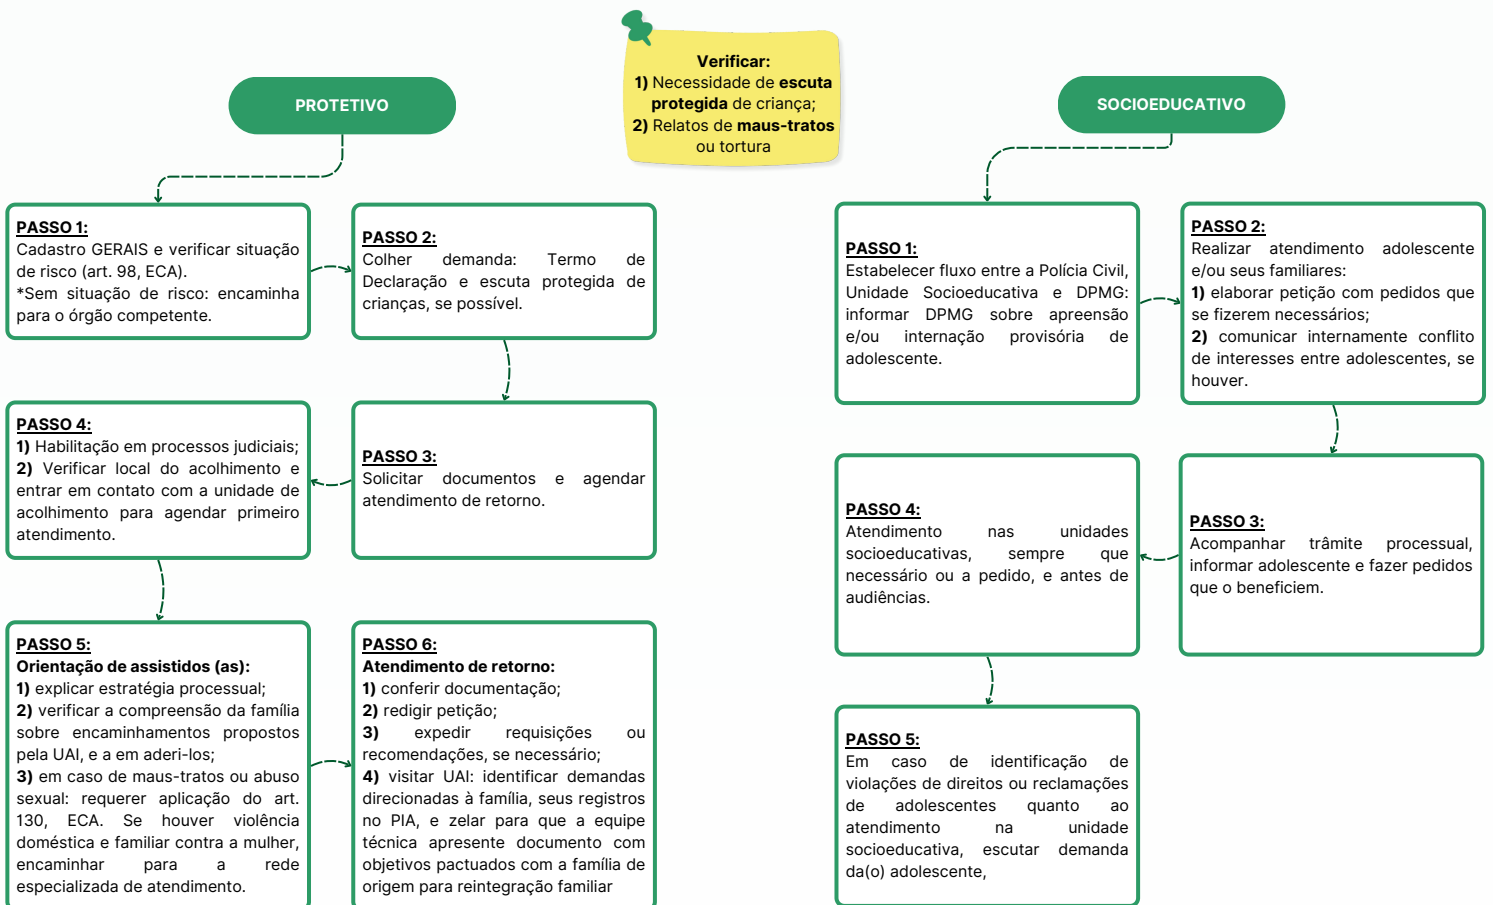 Verificar:
1) Necessidade de escuta
protegida de criança;
2) Relatos de maus-tratos
ou tortura
PROTETIVO
PASSO 1:
Cadastro GERAIS e verificar situação
de risco (art. 98, ECA).
*Sem situação de risco: encaminha
para o órgão competente.
PASSO 2:
Colher demanda: Termo de
Declaração e escuta protegida de
crianças, se possível.
PASSO 3:
Solicitar documentos e agendar
atendimento de retorno.
PASSO 4:
1) Habilitação em processos judiciais;
2) Verificar local do acolhimento e
entrar em contato com a unidade de
acolhimento para agendar primeiro
atendimento.
PASSO 5:
Orientação de assistidos (as):
1) explicar estratégia processual;
2) verificar a compreensão da família
sobre encaminhamentos propostos
pela UAI, e a em aderi-los;
3) em caso de maus-tratos ou abuso
sexual: requerer aplicação do art.
130, ECA. Se houver violência
doméstica e familiar contra a mulher,
encaminhar para a rede
especializada de atendimento.
PASSO 6:
Atendimento de retorno:
1) conferir documentação;
2) redigir petição;
3) expedir requisições ou
recomendações, se necessário;
4) visitar UAI: identificar demandas
direcionadas à família, seus registros
no PIA, e zelar para que a equipe
técnica apresente documento com
objetivos pactuados com a família de
origem para reintegração familiar
SOCIOEDUCATIVO
PASSO 1:
Estabelecer fluxo entre a Polícia Civil,
Unidade Socioeducativa e DPMG:
informar DPMG sobre apreensão
e/ou internação provisória de
adolescente.
PASSO 2:
Realizar atendimento adolescente
e/ou seus familiares:
1) elaborar petição com pedidos que
se fizerem necessários;
2) comunicar internamente conflito
de interesses entre adolescentes, se
houver.
PASSO 3:
Acompanhar trâmite processual,
informar adolescente e fazer pedidos
que o beneficiem.
PASSO 4:
Atendimento nas unidades
socioeducativas, sempre que
necessário ou a pedido, e antes de
audiências.
PASSO 5:
Em caso de identificação de
violações de direitos ou reclamações
de adolescentes quanto ao
atendimento na unidade
socioeducativa, escutar demanda
da(o) adolescente,